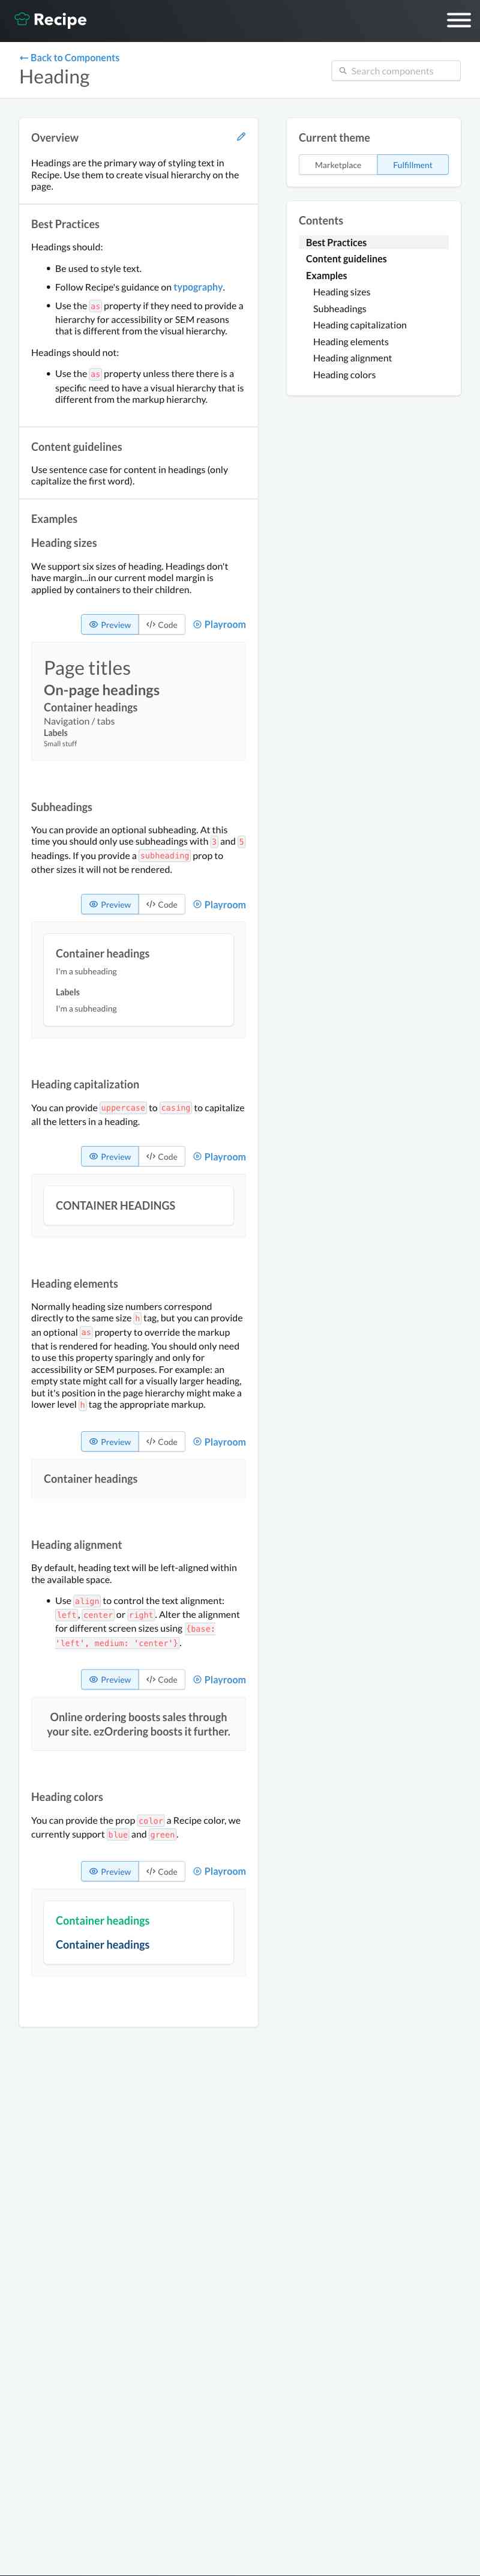 Recipe
← Back to Components
Heading
Search components
Overview
Headings are the primary way of styling text in
Recipe. Use them to create visual hierarchy on the
page.
Best Practices
Headings should:
• Be used to style text.
• Follow Recipe's guidance on typography.
• Use the as property if they need to provide a
hierarchy for accessibility or SEM reasons
that is different from the visual hierarchy.
Headings should not:
• Use the as property unless there there is a
specific need to have a visual hierarchy that is
different from the markup hierarchy.
Content guidelines
Use sentence case for content in headings (only
capitalize the first word).
Examples
Heading sizes
We support six sizes of heading. Headings don't
have margin...in our current model margin is
applied by containers to their children.
Preview </> Code Playroom
Page titles
On-page headings
Container headings
Navigation / tabs
Labels
Small stuff
Subheadings
You can provide an optional subheading. At this
time you should only use subheadings with 3 and 5
headings. If you provide a subheading prop to
other sizes it will not be rendered.
Preview </> Code Playroom
Container headings
I'm a subheading
Labels
I'm a subheading
Heading capitalization
You can provide uppercase to casing to capitalize
all the letters in a heading.
Preview </> Code Playroom
CONTAINER HEADINGS
Heading elements
Normally heading size numbers correspond
directly to the same size h tag, but you can provide
an optional as property to override the markup
that is rendered for heading. You should only need
to use this property sparingly and only for
accessibility or SEM purposes. For example: an
empty state might call for a visually larger heading,
but it's position in the page hierarchy might make a
lower level h tag the appropriate markup.
Preview </> Code Playroom
Container headings
Heading alignment
By default, heading text will be left-aligned within
the available space.
• Use align to control the text alignment:
left, center or right. Alter the alignment
for different screen sizes using {base:
'left', medium: 'center'}.
Preview </> Code Playroom
Online ordering boosts sales through
your site. ezOrdering boosts it further.
Heading colors
You can provide the prop color a Recipe color, we
currently support blue and green.
Preview </> Code Playroom
Container headings
Container headings
Current theme
Marketplace Fulfillment
Contents
Best Practices
Content guidelines
Examples
Heading sizes
Subheadings
Heading capitalization
Heading elements
Heading alignment
Heading colors